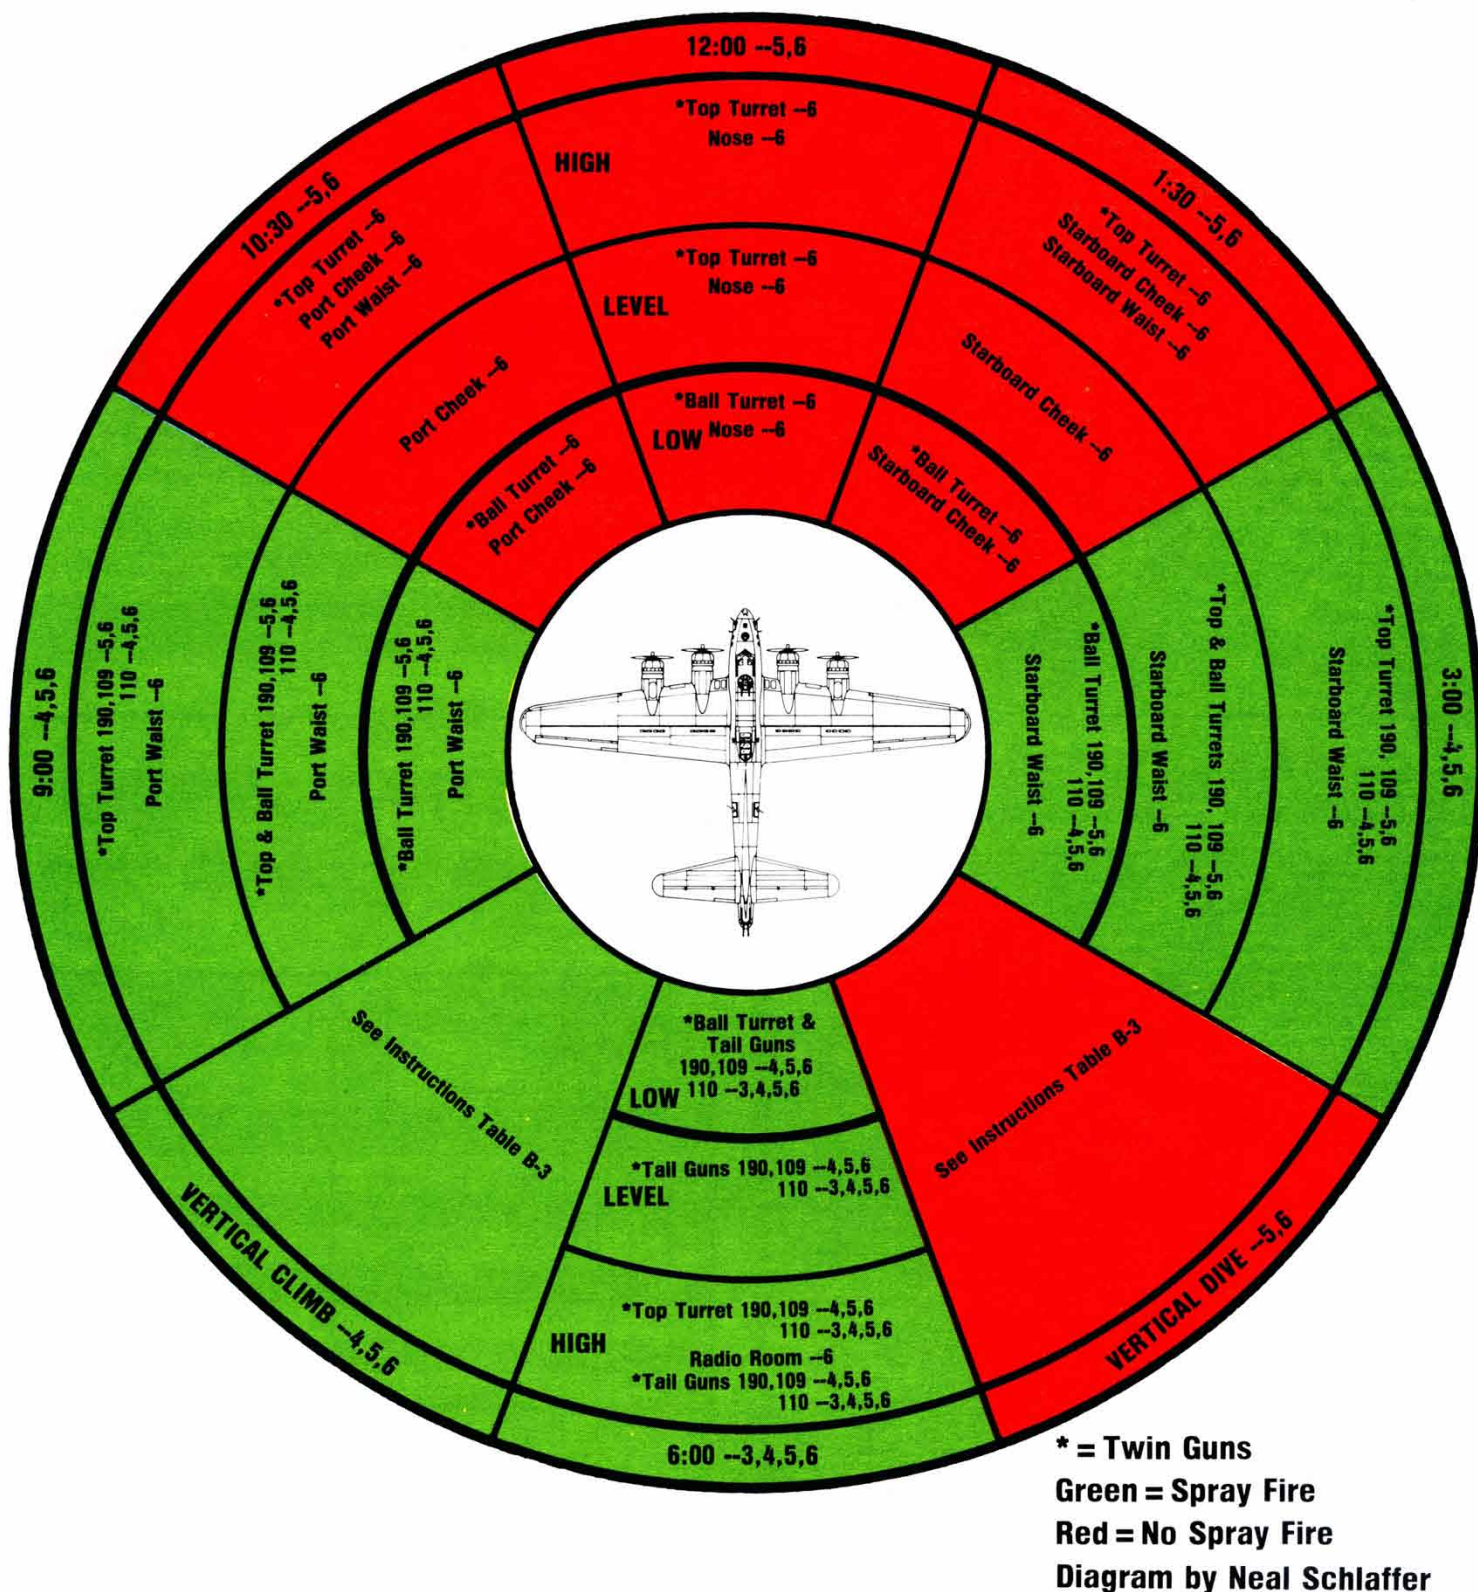 12:00 --5,6
*Top Turret --6
Nose --6
HIGH
*Top Turret --6
Nose --6
LEVEL
*Ball Turret --6
Nose --6
LOW
1:30 --5,6
*Top Turret --6
Starboard Cheek --6
Starboard Waist --6
Starboard Cheek --6
*Ball Turret --6
Starboard Cheek --6
3:00 --4,5,6
*Top Turret 190, 109 --5,6
110 --4,5,6
Starboard Waist --6
*Top & Ball Turrets 190, 109 --5,6
110 --4,5,6
Starboard Waist --6
*Ball Turret 190,109 --5,6
110 --4,5,6
Starboard Waist --6
VERTICAL DIVE --5,6
See Instructions Table B-3
*Ball Turret &
Tail Guns
190,109 --4,5,6
LOW 110 --3,4,5,6
*Tail Guns 190,109 --4,5,6
110 --3,4,5,6
LEVEL
*Top Turret 190,109 --4,5,6
110 --3,4,5,6
HIGH
Radio Room --6
*Tail Guns 190,109 --4,5,6
110 --3,4,5,6
6:00 --3,4,5,6
VERTICAL CLIMB --4,5,6
See Instructions Table B-3
9:00 --4,5,6
*Top Turret 190,109 --5,6
110 --4,5,6
Port Waist --6
*Top & Ball Turret 190,109 --5,6
110 --4,5,6
Port Waist --6
*Ball Turret 190,109 --5,6
110 --4,5,6
Port Waist --6
10:30 --5,6
*Top Turret --6
Port Cheek --6
Port Waist --6
Port Cheek --6
*Ball Turret --6
Port Cheek --6
* = Twin Guns
Green = Spray Fire
Red = No Spray Fire
Diagram by Neal Schlaffer